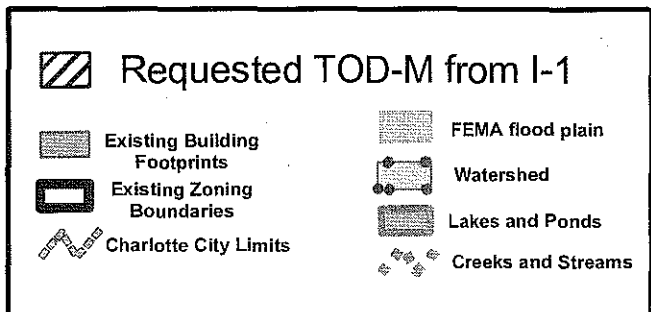 Requested TOD-M from I-1
Existing Building
Footprints
Existing Zoning
Boundaries
Charlotte City Limits
FEMA flood plain
Watershed
Lakes and Ponds
Creeks and Streams